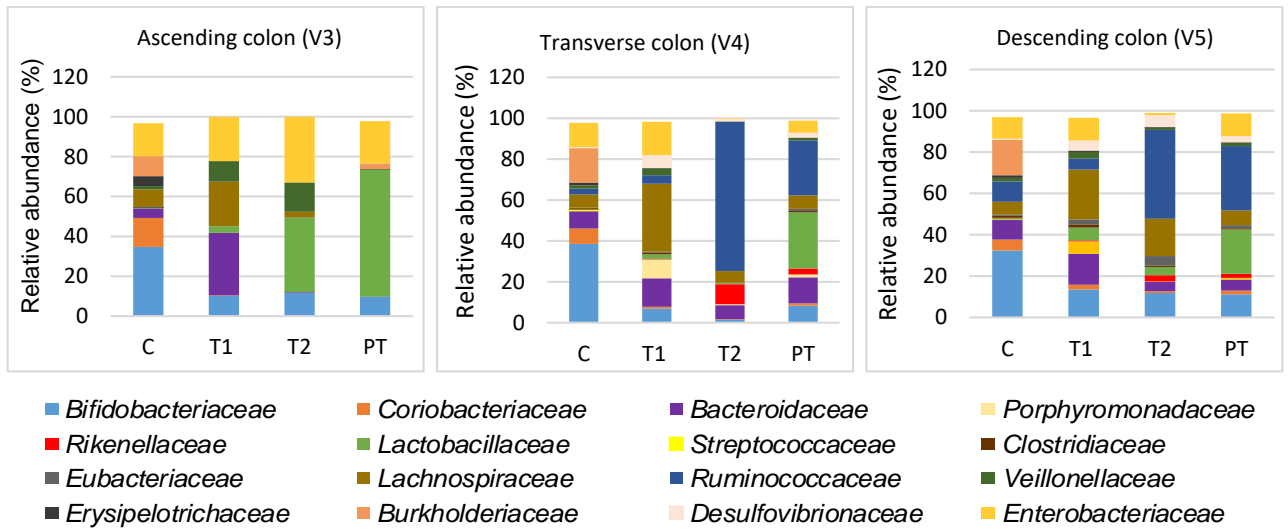 Ascending colon (V3)
Relative abundance (%)
120
100
80
60
40
20
0
C T1 T2 PT
Transverse colon (V4)
Relative abundance (%)
120
100
80
60
40
20
0
C T1 T2 PT
Descending colon (V5)
Relative abundance (%)
120
100
80
60
40
20
0
C T1 T2 PT
Bifidobacteriaceae Coriobacteriaceae Bacteroidaceae Porphyromonadaceae
Rikenellaceae Lactobacillaceae Streptococcaceae Clostridiaceae
Eubacteriaceae Lachnospiraceae Ruminococcaceae Veillonellaceae
Erysipelotrichaceae Burkholderiaceae Desulfovibrionaceae Enterobacteriaceae